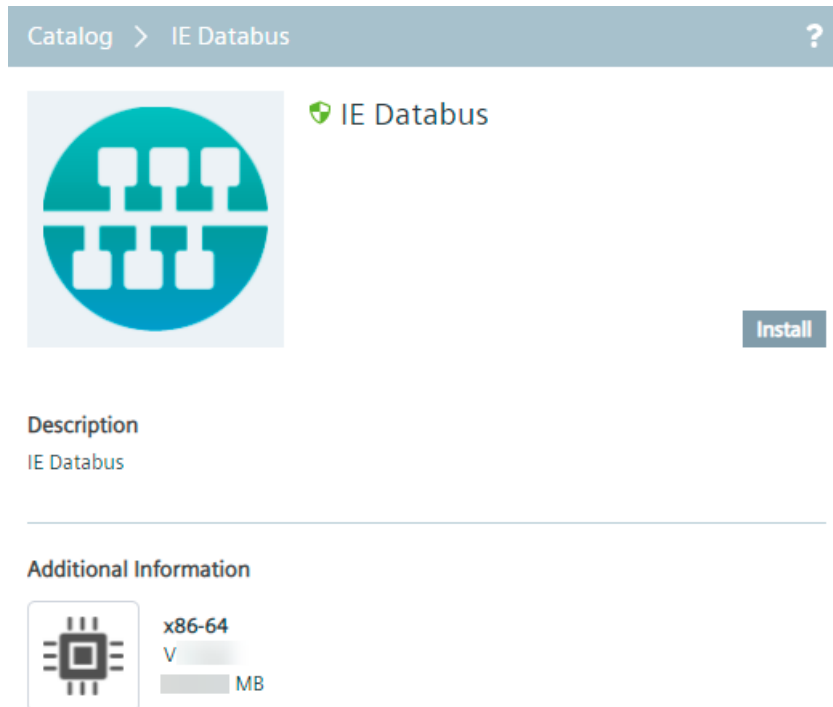 Catalog > IE Databus ?
IE Databus
Install
Description
IE Databus
Additional Information
x86-64
V
MB